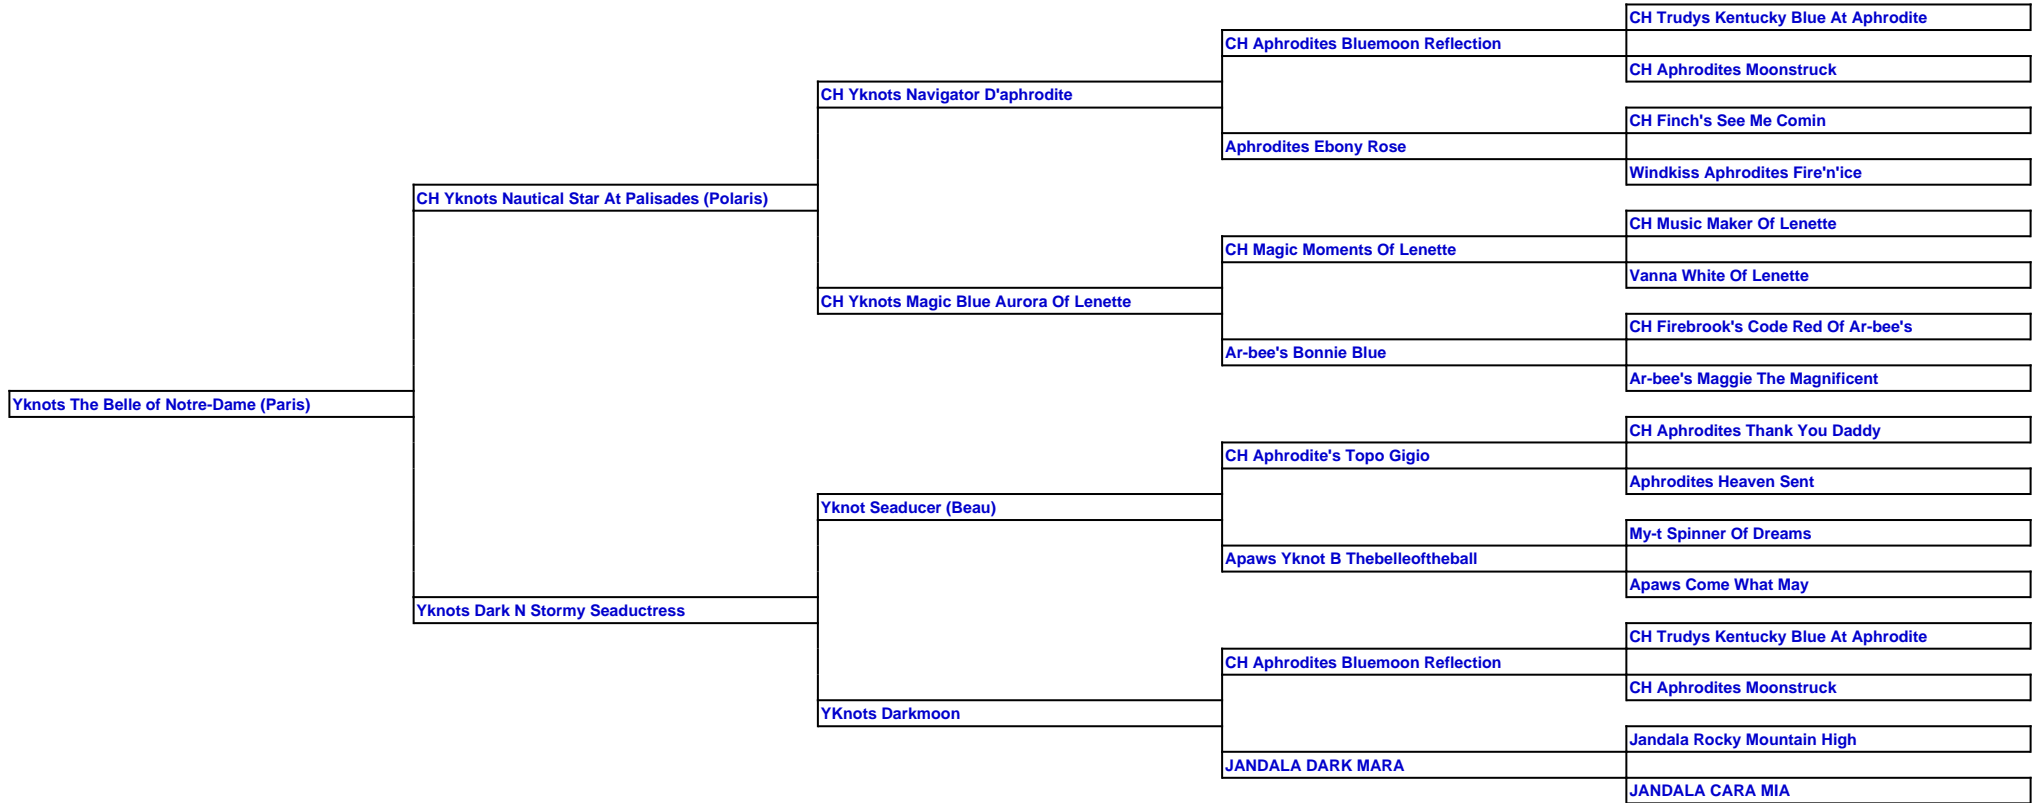 CH Trudys Kentucky Blue At Aphrodite
CH Aphrodites Bluemoon Reflection
CH Aphrodites Moonstruck
CH Yknots Navigator D'aphrodite
CH Finch's See Me Comin
Aphrodites Ebony Rose
Windkiss Aphrodites Fire'n'ice
CH Yknots Nautical Star At Palisades (Polaris)
CH Music Maker Of Lenette
CH Magic Moments Of Lenette
Vanna White Of Lenette
CH Yknots Magic Blue Aurora Of Lenette
CH Firebrook's Code Red Of Ar-bee's
Ar-bee's Bonnie Blue
Ar-bee's Maggie The Magnificent
Yknots The Belle of Notre-Dame (Paris)
CH Aphrodites Thank You Daddy
CH Aphrodite's Topo Gigio
Aphrodites Heaven Sent
Yknot Seaducer (Beau)
My-t Spinner Of Dreams
Apaws Yknot B Thebelleoftheball
Apaws Come What May
Yknots Dark N Stormy Seaductress
CH Trudys Kentucky Blue At Aphrodite
CH Aphrodites Bluemoon Reflection
CH Aphrodites Moonstruck
YKnots Darkmoon
Jandala Rocky Mountain High
JANDALA DARK MARA
JANDALA CARA MIA